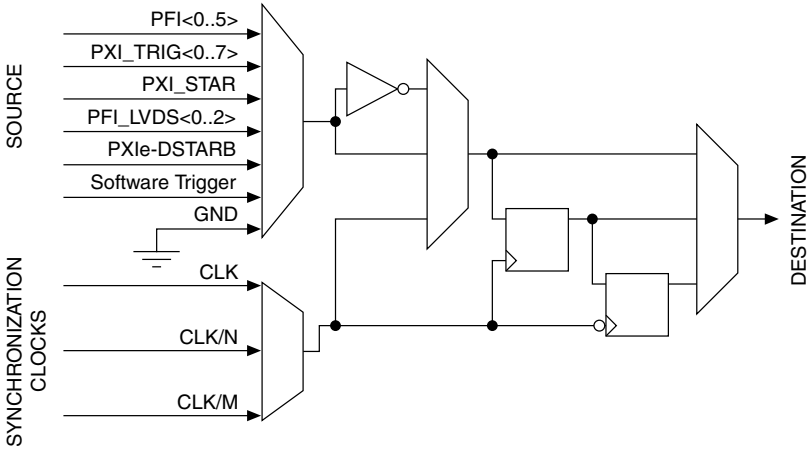 SOURCE
PFI<0..5>
PXI_TRIG<0..7>
PXI_STAR
PFI_LVDS<0..2>
PXIe-DSTARB
Software Trigger
GND
SYNCHRONIZATION
CLOCKS
CLK
CLK/N
CLK/M
DESTINATION